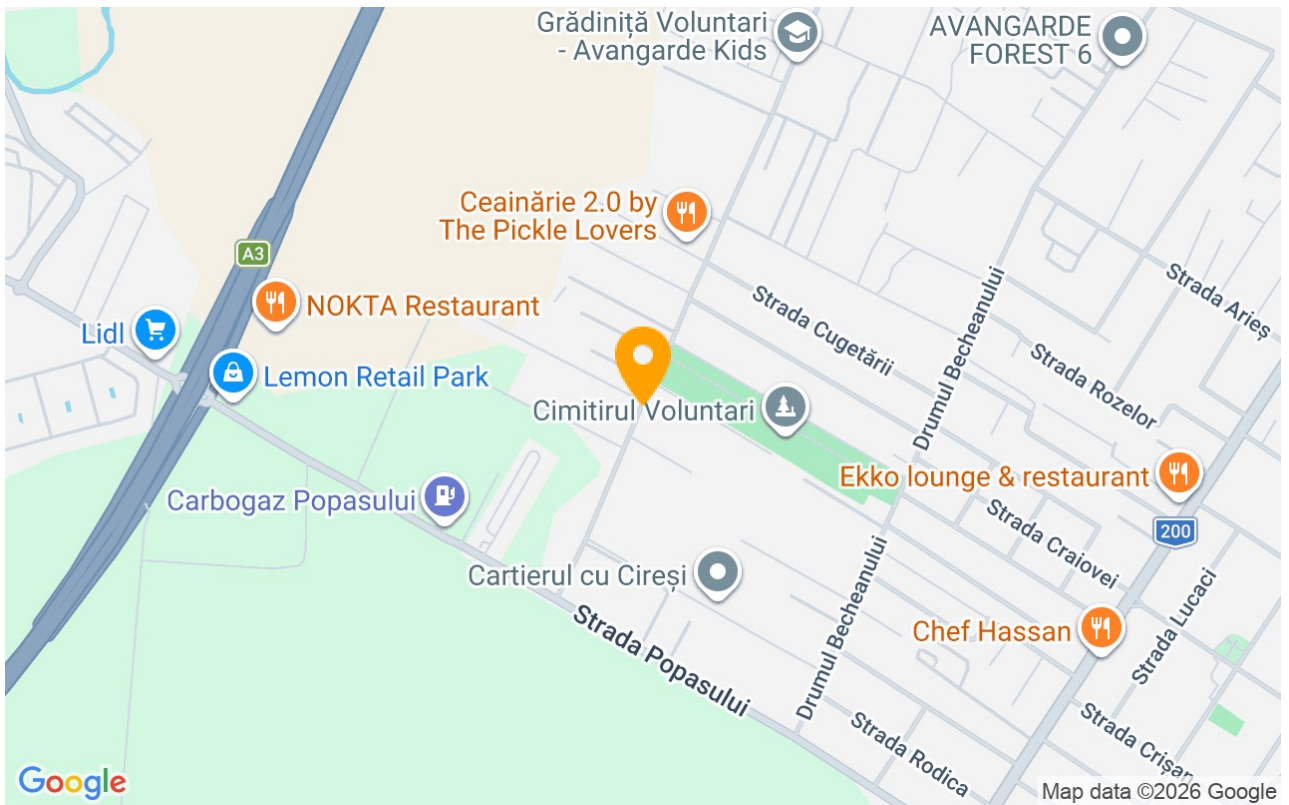 Grădiniță Voluntari
- Avangarde Kids
AVANGARDE
FOREST 6
Ceainărie 2.0 by
The Pickle Lovers
A3
NOKTA Restaurant
Lidl
Lemon Retail Park
Strada Cugetării
Drumul Becheanului
Strada Arieș
Strada Rozelor
Cimitirul Voluntari
Ekko lounge & restaurant
Carbogaz Popasului
200
Strada Craiovei
Cartierul cu Cireși
Drumul Becheanului
Chef Hassan
Strada Lucaci
Strada Popasului
Strada Rodica
Strada Crișan
Google
Map data ©2026 Google